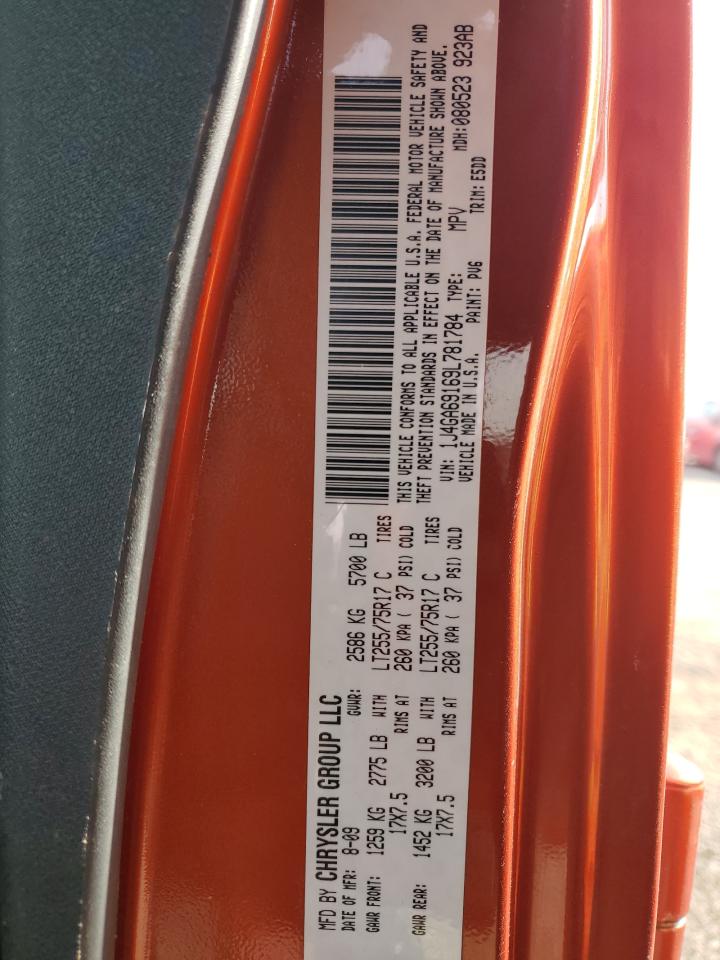 MFD BY CHRYSLER GROUP LLC
DATE OF MFR: 8-09 GVWR: 2586 KG 5700 LB
GAWR FRONT: 1259 KG 2775 LB WITH LT255/75R17 C TIRES
17X7.5 RIMS AT 260 KPA ( 37 PSI) COLD
GAWR REAR: 1452 KG 3200 LB WITH LT255/75R17 C TIRES
17X7.5 RIMS AT 260 KPA ( 37 PSI) COLD
THIS VEHICLE CONFORMS TO ALL APPLICABLE U.S.A. FEDERAL MOTOR VEHICLE SAFETY AND
THEFT PREVENTION STANDARDS IN EFFECT ON THE DATE OF MANUFACTURE SHOWN ABOVE.
VIN: 1J4GA69169L781784 TYPE: MPV MDH:080523 923AB
VEHICLE MADE IN U.S.A. PAINT: PV6 TRIM: E5DD